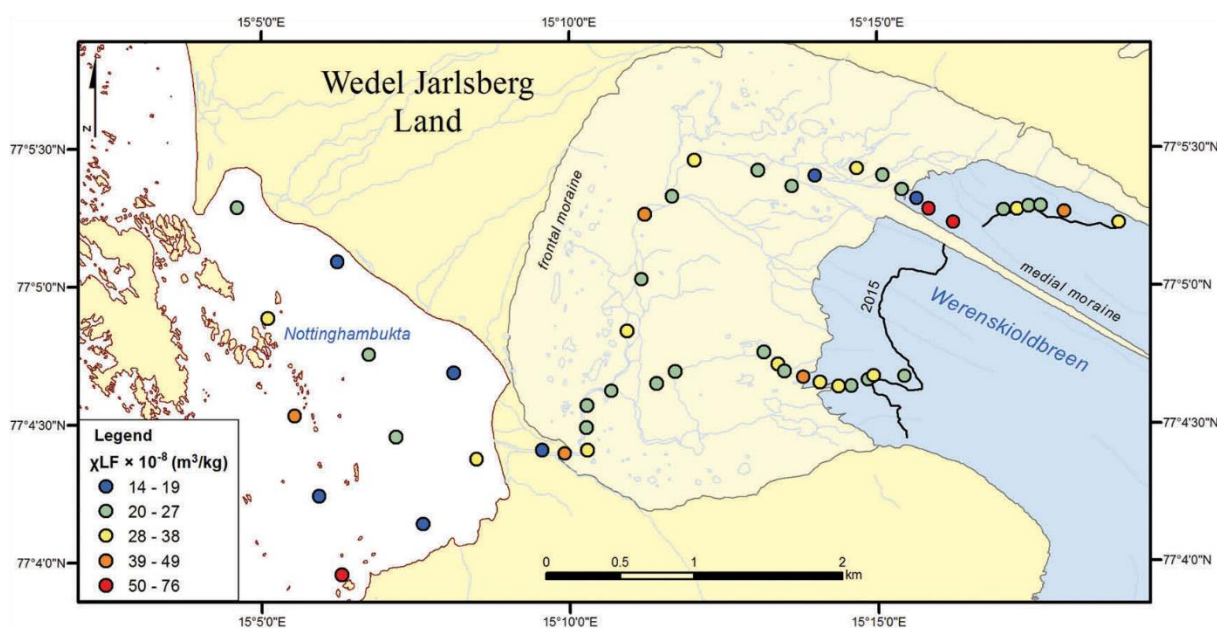 15°5'0"E
15°10'0"E
15°15'0"E
Wedel Jarlsberg
Land
N
77°5'30"N
77°5'30"N
frontal moraine
77°5'0"N
77°5'0"N
medial moraine
2015
Nottinghambukta
Werenskioldbreen
77°4'30"N
77°4'30"N
Legend
χLF × 10⁻⁸ (m³/kg)
14 - 19
20 - 27
28 - 38
39 - 49
50 - 76
77°4'0"N
77°4'0"N
0 0.5 1 2
km
15°5'0"E
15°10'0"E
15°15'0"E